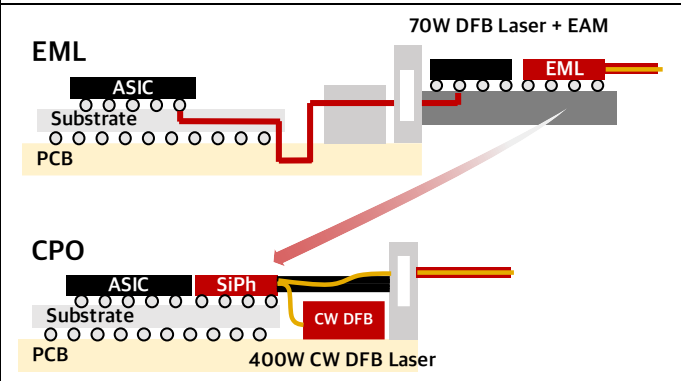 70W DFB Laser + EAM
EML
EML
ASIC
Substrate
PCB
CPO
ASIC
SiPh
Substrate
CW DFB
PCB
400W CW DFB Laser